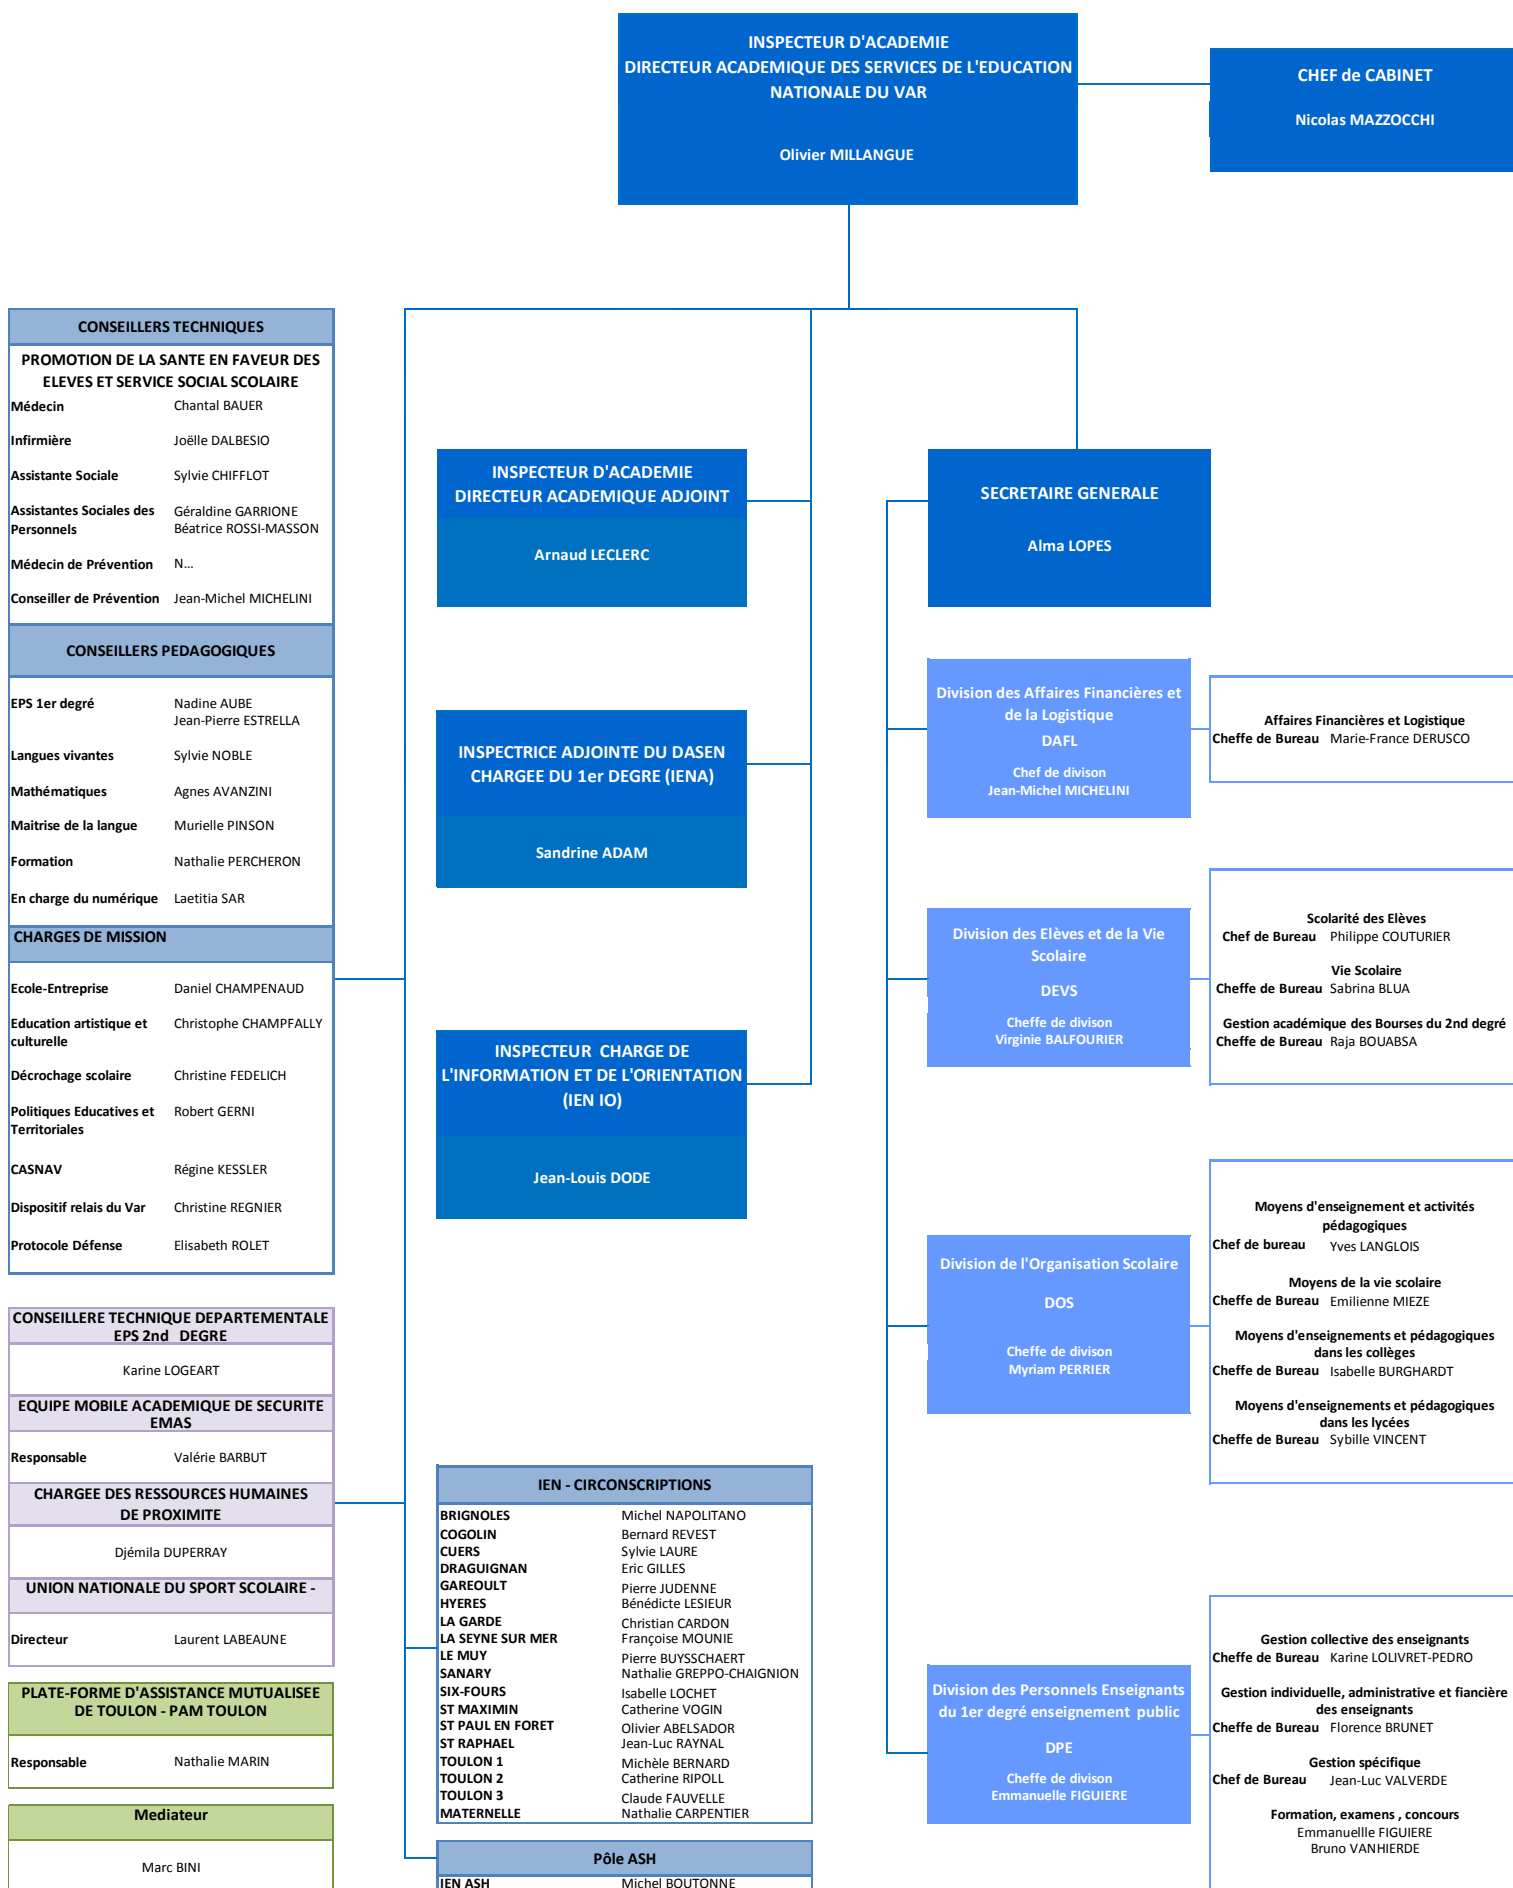 INSPECTEUR D'ACADEMIE
DIRECTEUR ACADEMIQUE DES SERVICES DE L'EDUCATION
NATIONALE DU VAR
Olivier MILLANGUE
CHEF de CABINET
Nicolas MAZZOCCHI
CONSEILLERS TECHNIQUES
PROMOTION DE LA SANTE EN FAVEUR DES
ELEVES ET SERVICE SOCIAL SCOLAIRE
Médecin Chantal BAUER
Infirmière Joëlle DALBESIO
Assistante Sociale Sylvie CHIFFLOT
Assistantes Sociales des Géraldine GARRIONE
Personnels Béatrice ROSSI-MASSON
Médecin de Prévention N...
Conseiller de Prévention Jean-Michel MICHELINI
CONSEILLERS PEDAGOGIQUES
EPS 1er degré Nadine AUBE
Jean-Pierre ESTRELLA
Langues vivantes Sylvie NOBLE
Mathématiques Agnes AVANZINI
Maitrise de la langue Murielle PINSON
Formation Nathalie PERCHERON
En charge du numérique Laetitia SAR
CHARGES DE MISSION
Ecole-Entreprise Daniel CHAMPENAUD
Education artistique et Christophe CHAMPFALLY
culturelle
Décrochage scolaire Christine FEDELICH
Politiques Educatives et Robert GERNI
Territoriales
CASNAV Régine KESSLER
Dispositif relais du Var Christine REGNIER
Protocole Défense Elisabeth ROLET
CONSEILLERE TECHNIQUE DEPARTEMENTALE
EPS 2nd DEGRE
Karine LOGEART
EQUIPE MOBILE ACADEMIQUE DE SECURITE
EMAS
Responsable Valérie BARBUT
CHARGEE DES RESSOURCES HUMAINES
DE PROXIMITE
Djémila DUPERRAY
UNION NATIONALE DU SPORT SCOLAIRE -
Directeur Laurent LABEAUNE
PLATE-FORME D'ASSISTANCE MUTUALISEE
DE TOULON - PAM TOULON
Responsable Nathalie MARIN
Mediateur
Marc BINI
INSPECTEUR D'ACADEMIE
DIRECTEUR ACADEMIQUE ADJOINT
Arnaud LECLERC
INSPECTRICE ADJOINTE DU DASEN
CHARGEE DU 1er DEGRE (IENA)
Sandrine ADAM
INSPECTEUR CHARGE DE
L'INFORMATION ET DE L'ORIENTATION
(IEN IO)
Jean-Louis DODE
IEN - CIRCONSCRIPTIONS
BRIGNOLES Michel NAPOLITANO
COGOLIN Bernard REVEST
CUERS Sylvie LAURE
DRAGUIGNAN Eric GILLES
GAREOULT Pierre JUDENNE
HYERES Bénédicte LESIEUR
LA GARDE Christian CARDON
LA SEYNE SUR MER Françoise MOUNIE
LE MUY Pierre BUYSSCHAERT
SANARY Nathalie GREPPO-CHAIGNION
SIX-FOURS Isabelle LOCHET
ST MAXIMIN Catherine VOGIN
ST PAUL EN FORET Olivier ABELSADOR
ST RAPHAEL Jean-Luc RAYNAL
TOULON 1 Michèle BERNARD
TOULON 2 Catherine RIPOLL
TOULON 3 Claude FAUVELLE
MATERNELLE Nathalie CARPENTIER
Pôle ASH
IEN ASH Michel BOUTONNE
SECRETAIRE GENERALE
Alma LOPES
Division des Affaires Financières et
de la Logistique
DAFL
Chef de divison
Jean-Michel MICHELINI
Affaires Financières et Logistique
Cheffe de Bureau Marie-France DERUSCO
Division des Elèves et de la Vie
Scolaire
DEVS
Cheffe de divison
Virginie BALFOURIER
Scolarité des Elèves
Chef de Bureau Philippe COUTURIER
Vie Scolaire
Cheffe de Bureau Sabrina BLUA
Gestion académique des Bourses du 2nd degré
Cheffe de Bureau Raja BOUABSA
Division de l'Organisation Scolaire
DOS
Cheffe de divison
Myriam PERRIER
Moyens d'enseignement et activités
pédagogiques
Chef de bureau Yves LANGLOIS
Moyens de la vie scolaire
Cheffe de Bureau Emilienne MIEZE
Moyens d'enseignements et pédagogiques
dans les collèges
Cheffe de Bureau Isabelle BURGHARDT
Moyens d'enseignements et pédagogiques
dans les lycées
Cheffe de Bureau Sybille VINCENT
Division des Personnels Enseignants
du 1er degré enseignement public
DPE
Cheffe de divison
Emmanuelle FIGUIERE
Gestion collective des enseignants
Cheffe de Bureau Karine LOLIVRET-PEDRO
Gestion individuelle, administrative et fiancière
des enseignants
Cheffe de Bureau Florence BRUNET
Gestion spécifique
Chef de Bureau Jean-Luc VALVERDE
Formation, examens , concours
Emmanuellle FIGUIERE
Bruno VANHIERDE